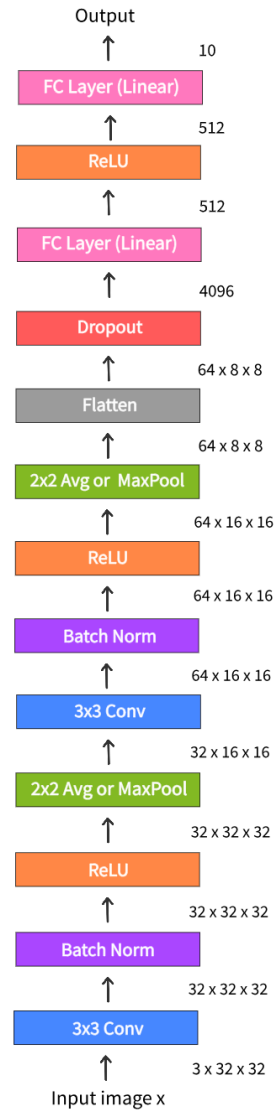 Output
10
FC Layer (Linear)
512
ReLU
512
FC Layer (Linear)
4096
Dropout
64 x 8 x 8
Flatten
64 x 8 x 8
2x2 Avg or MaxPool
64 x 16 x 16
ReLU
64 x 16 x 16
Batch Norm
64 x 16 x 16
3x3 Conv
32 x 16 x 16
2x2 Avg or MaxPool
32 x 32 x 32
ReLU
32 x 32 x 32
Batch Norm
32 x 32 x 32
3x3 Conv
3 x 32 x 32
Input image x